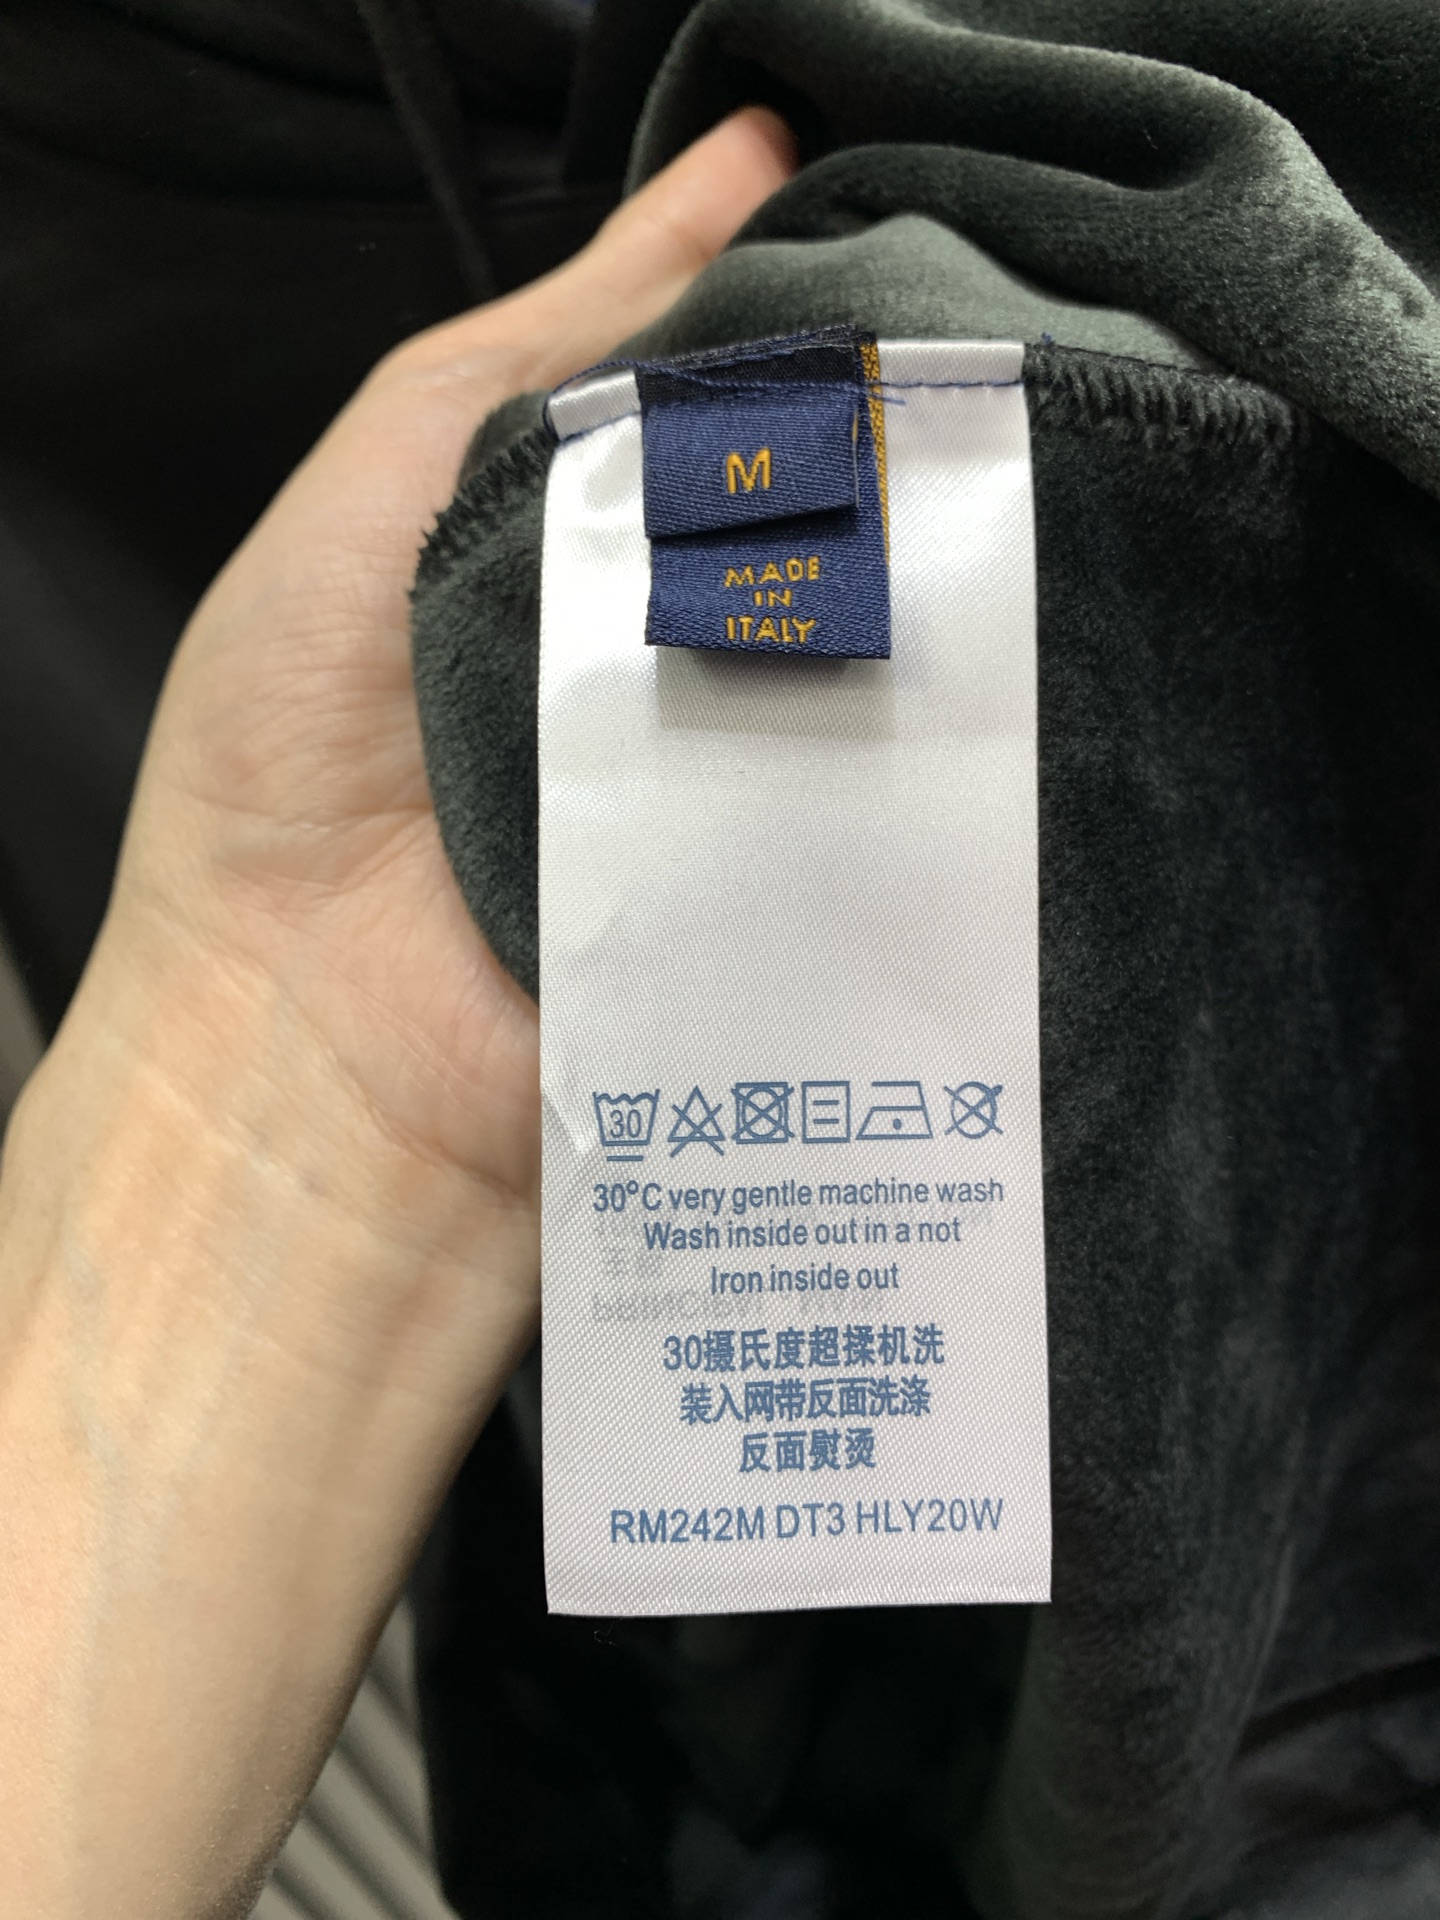 M
MADE
IN
ITALY
30
30°C very gentle machine wash
Wash inside out in a not
Iron inside out
30摄氏度超揉机洗
装入网带反面洗涤
反面熨烫
RM242M DT3 HLY20W